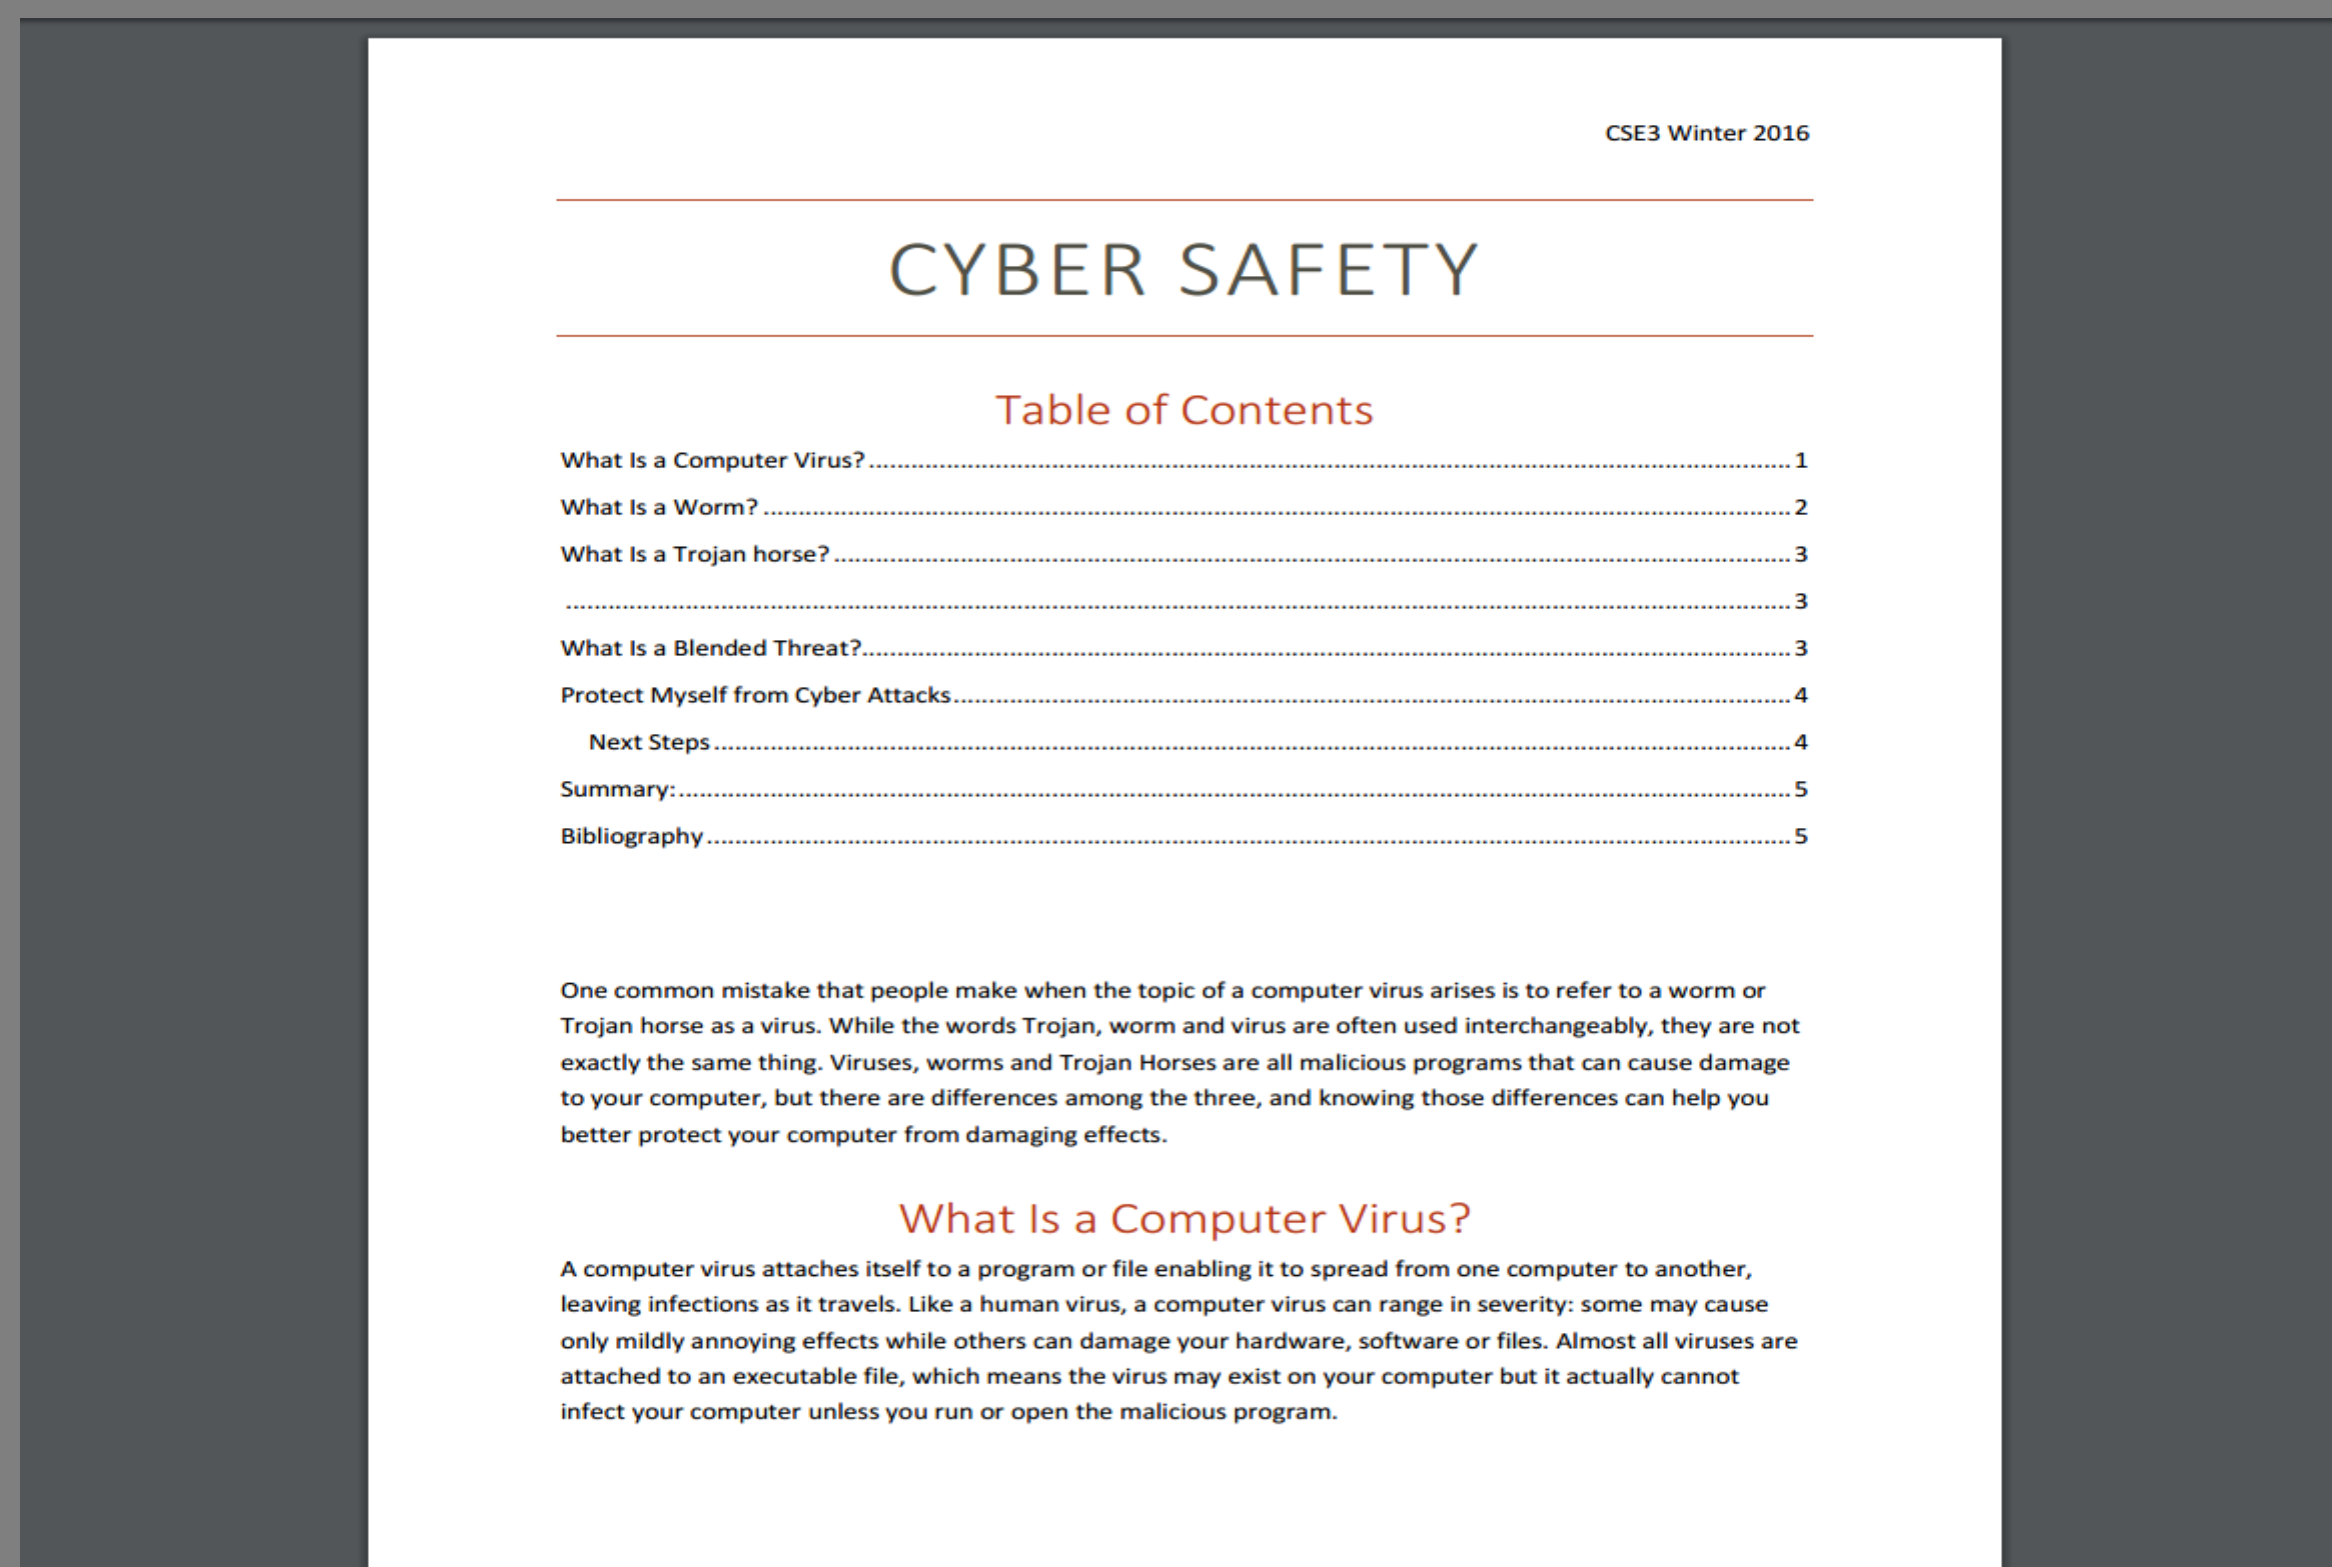 CSE3 Winter 2016
CYBER SAFETY
Table of Contents
What Is a Computer Virus?........................................................................................................................................1
What Is a Worm?........................................................................................................................................2
What Is a Trojan horse?........................................................................................................................................3
........................................................................................................................................3
What Is a Blended Threat?........................................................................................................................................3
Protect Myself from Cyber Attacks........................................................................................................................................4
Next Steps........................................................................................................................................4
Summary:........................................................................................................................................5
Bibliography........................................................................................................................................5
One common mistake that people make when the topic of a computer virus arises is to refer to a worm or
Trojan horse as a virus. While the words Trojan, worm and virus are often used interchangeably, they are not
exactly the same thing. Viruses, worms and Trojan Horses are all malicious programs that can cause damage
to your computer, but there are differences among the three, and knowing those differences can help you
better protect your computer from damaging effects.
What Is a Computer Virus?
A computer virus attaches itself to a program or file enabling it to spread from one computer to another,
leaving infections as it travels. Like a human virus, a computer virus can range in severity: some may cause
only mildly annoying effects while others can damage your hardware, software or files. Almost all viruses are
attached to an executable file, which means the virus may exist on your computer but it actually cannot
infect your computer unless you run or open the malicious program.